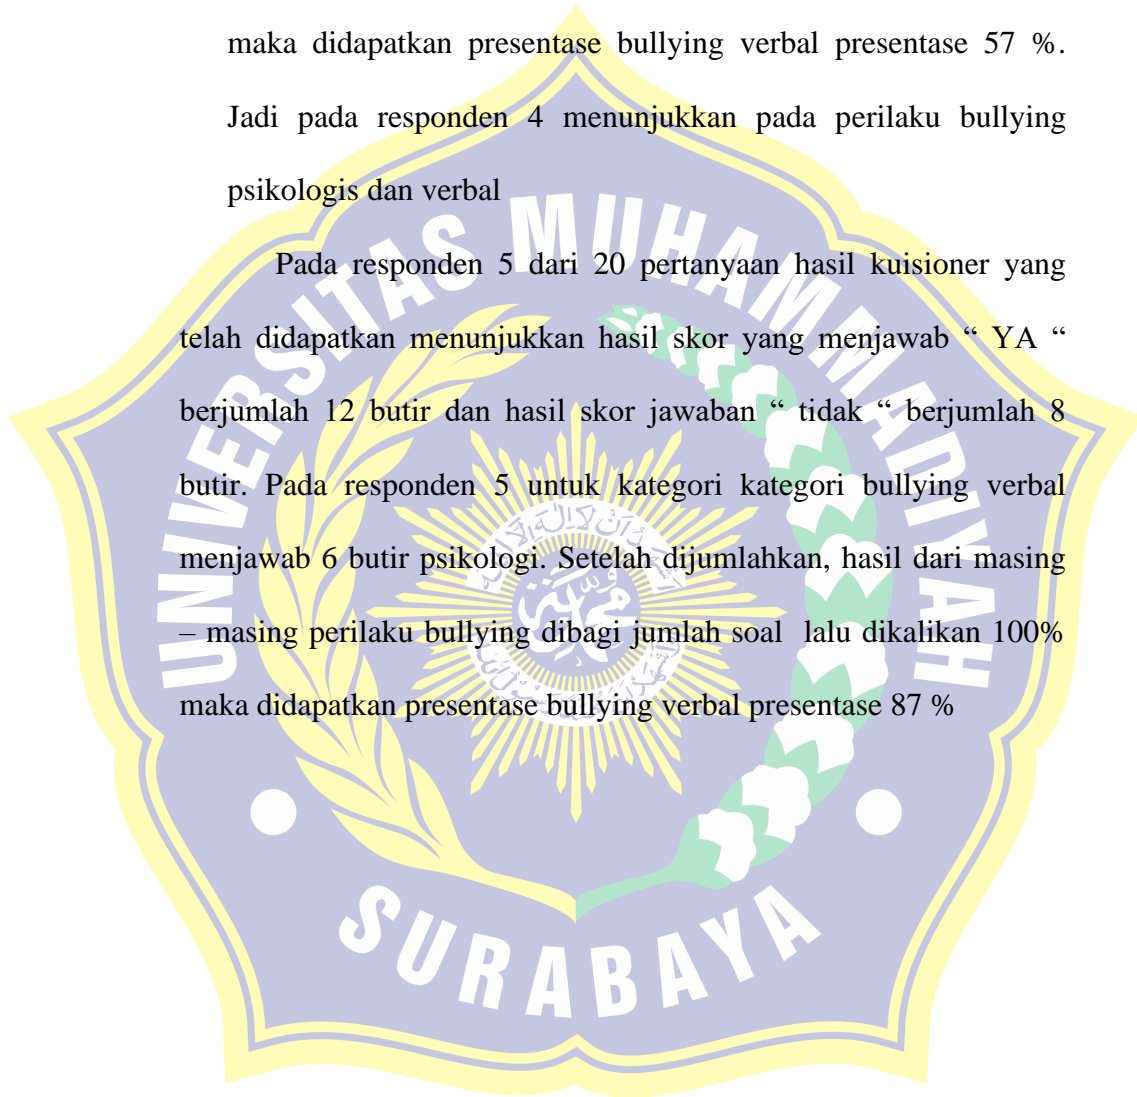 maka didapatkan presentase bullying verbal presentase 57 %.
Jadi pada responden 4 menunjukkan pada perilaku bullying
psikologis dan verbal
Pada responden 5 dari 20 pertanyaan hasil kuisioner yang
telah didapatkan menunjukkan hasil skor yang menjawab “ YA “
berjumlah 12 butir dan hasil skor jawaban “ tidak “ berjumlah 8
butir. Pada responden 5 untuk kategori kategori bullying verbal
menjawab 6 butir psikologi. Setelah dijumlahkan, hasil dari masing
– masing perilaku bullying dibagi jumlah soal lalu dikalikan 100%
maka didapatkan presentase bullying verbal presentase 87 %
UNIVERSITAS MUHAMMADIYAH
SURABAYA